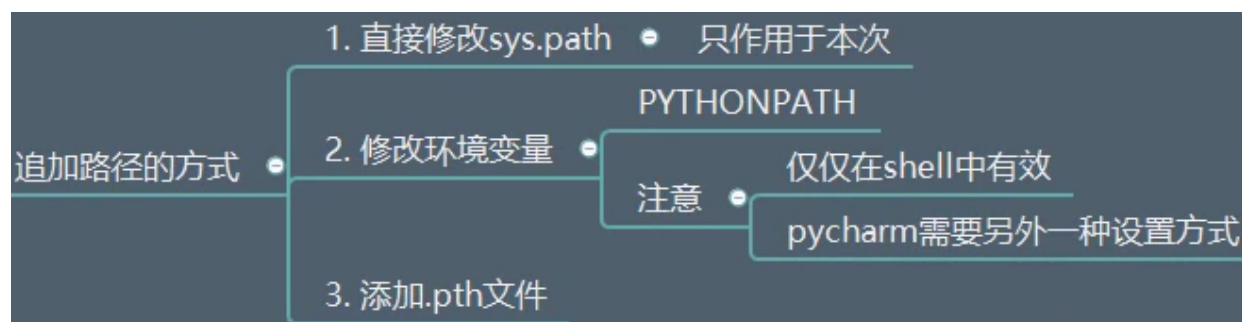 1. 直接修改sys.path
只作用于本次
PYTHONPATH
追加路径的方式
2. 修改环境变量
注意
仅仅在shell中有效
pycharm需要另外一种设置方式
3. 添加.pth文件